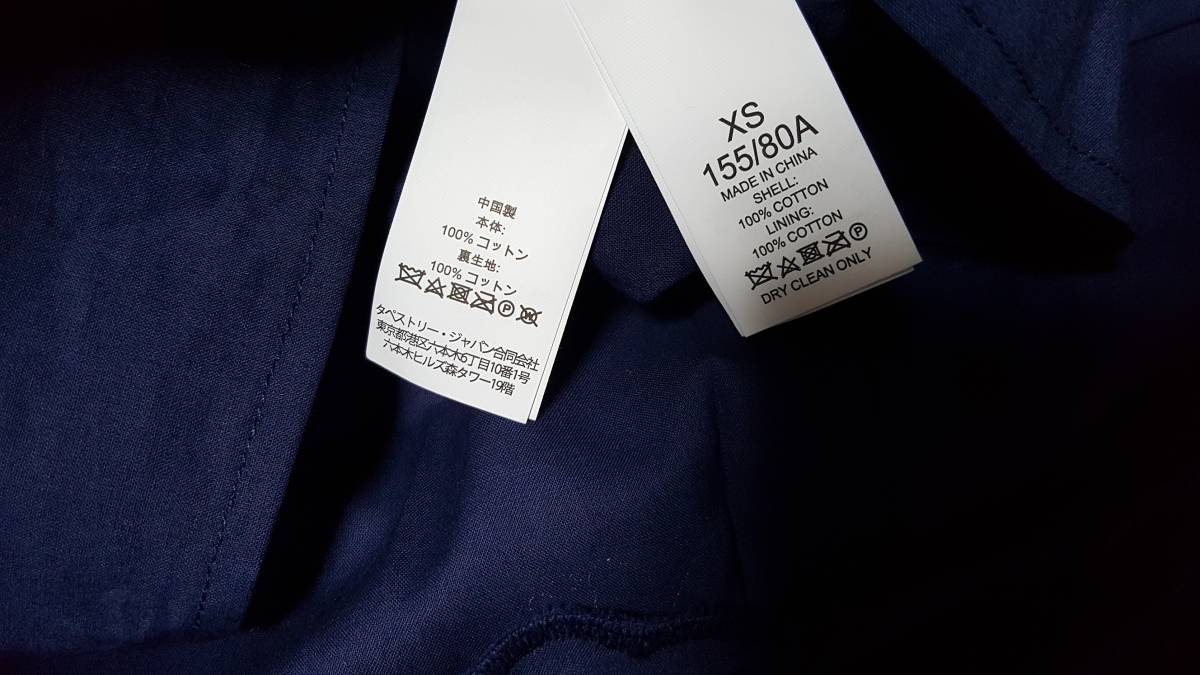 中国製
本体:
100% コットン
裏生地:
100% コットン
P W
タペストリー・ジャパン合同会社
東京都港区六本木6丁目10番1号
六本木ヒルズ森タワー19階
XS
155/80A
MADE IN CHINA
SHELL:
100% COTTON
LINING:
100% COTTON
P
DRY CLEAN ONLY